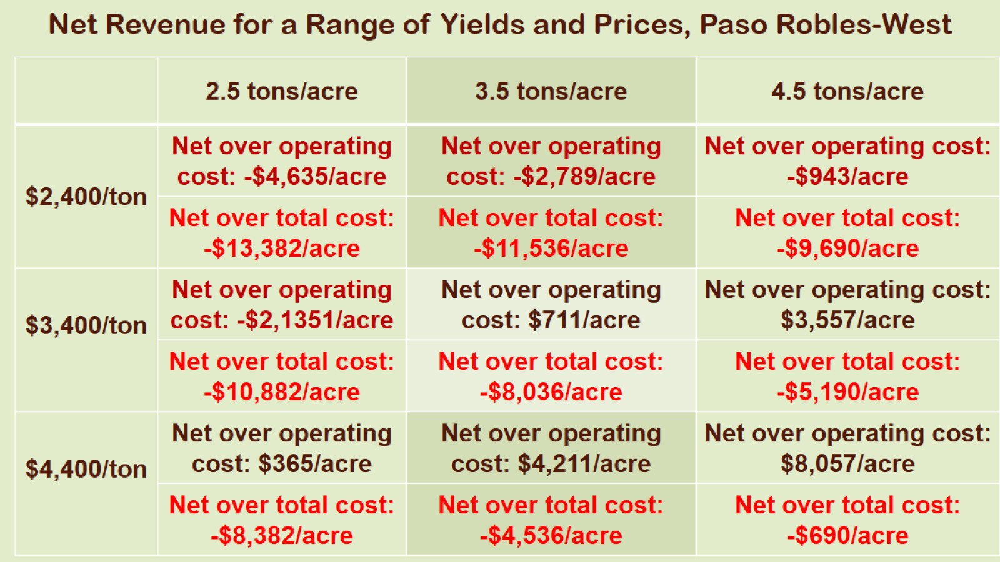 Net Revenue for a Range of Yields and Prices, Paso Robles-West
2.5 tons/acre
3.5 tons/acre
4.5 tons/acre
$2,400/ton
Net over operating
cost: -$4,635/acre
Net over operating
cost: -$2,789/acre
Net over operating cost:
-$943/acre
Net over total cost:
-$13,382/acre
Net over total cost:
-$11,536/acre
Net over total cost:
-$9,690/acre
$3,400/ton
Net over operating
cost: -$2,1351/acre
Net over operating
cost: $711/acre
Net over operating cost:
$3,557/acre
Net over total cost:
-$10,882/acre
Net over total cost:
-$8,036/acre
Net over total cost:
-$5,190/acre
$4,400/ton
Net over operating
cost: $365/acre
Net over operating
cost: $4,211/acre
Net over operating cost:
$8,057/acre
Net over total cost:
-$8,382/acre
Net over total cost:
-$4,536/acre
Net over total cost:
-$690/acre